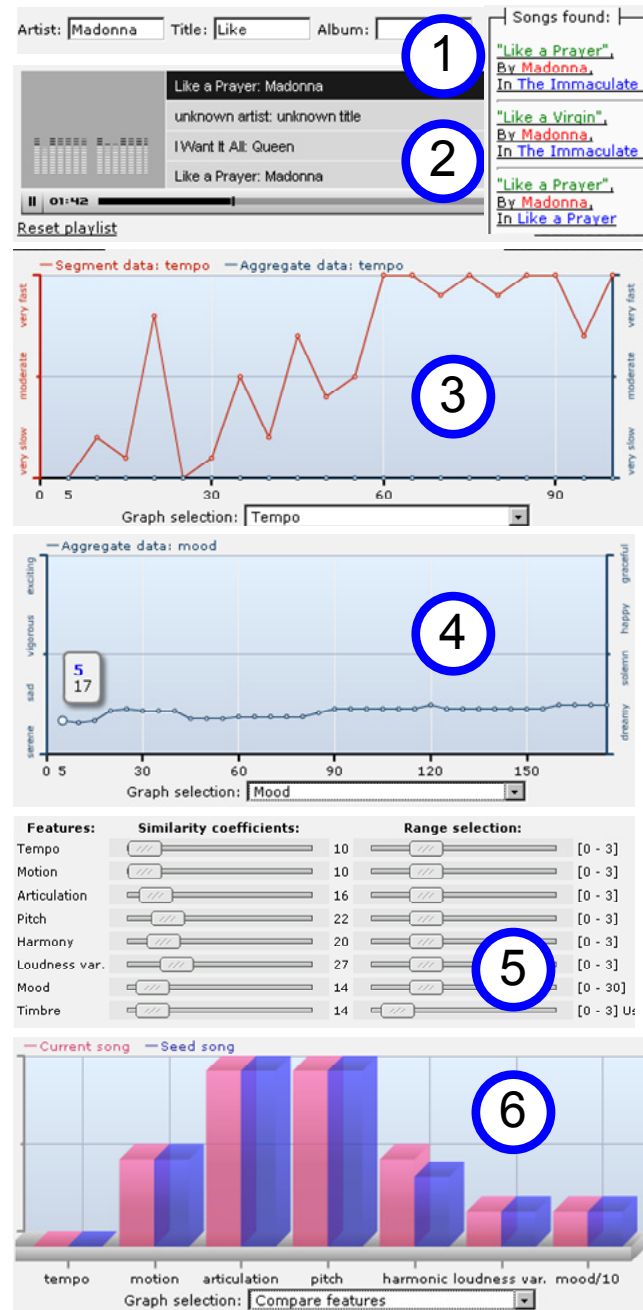 Artist: Madonna Title: Like Album:
1
Songs found:
"Like a Prayer",
By Madonna,
In The Immaculate
"Like a Virgin",
By Madonna,
In The Immaculate
"Like a Prayer",
By Madonna,
In Like a Prayer
Like a Prayer: Madonna
unknown artist: unknown title
I Want It All: Queen
Like a Prayer: Madonna
2
01:42
Reset playlist
Segment data: tempo Aggregate data: tempo
very fast
moderate
very slow
very fast
moderate
very slow
3
0 5 30 60 90
Graph selection: Tempo
Aggregate data: mood
exciting
vigorous
sad
serene
graceful
happy
solemn
dreamy
5
17
4
0 5 30 60 90 120 150
Graph selection: Mood
Features: Similarity coefficients: Range selection:
Tempo 10 [0 - 3]
Motion 10 [0 - 3]
Articulation 16 [0 - 3]
Pitch 22 [0 - 3]
Harmony 20 [0 - 3]
Loudness var. 27 [0 - 3]
Mood 14 [0 - 30]
Timbre 14 [0 - 3] Us
5
Current song Seed song
6
tempo motion articulation pitch harmonic loudness var. mood/10
Graph selection: Compare features